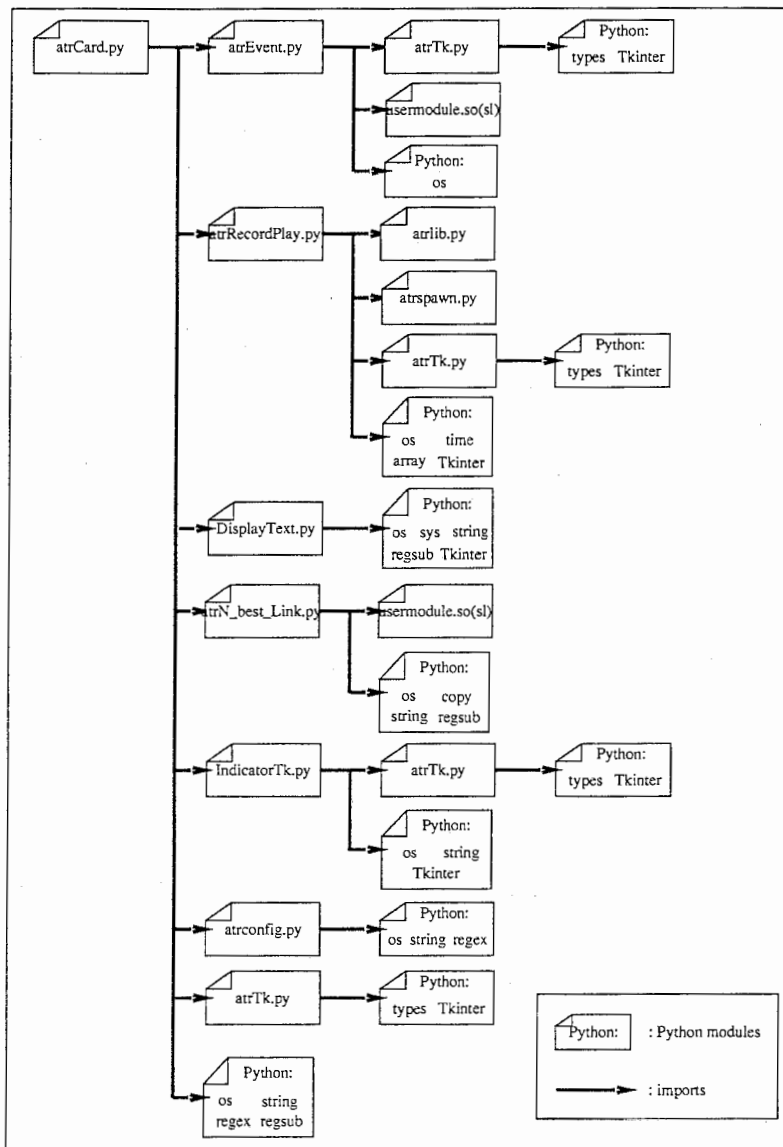 atrCard.py
atrEvent.py
atrTk.py
Python:
types Tkinter
usermodule.so(sl)
Python:
os
atrRecordPlay.py
atrlib.py
atrspawn.py
atrTk.py
Python:
types Tkinter
Python:
os time
array Tkinter
DisplayText.py
Python:
os sys string
regsub Tkinter
atrN_best_Link.py
usermodule.so(sl)
Python:
os copy
string regsub
IndicatorTk.py
atrTk.py
Python:
types Tkinter
Python:
os string
Tkinter
atrconfig.py
Python:
os string regex
atrTk.py
Python:
types Tkinter
Python:
os string
regex regsub
Python: : Python modules
: imports